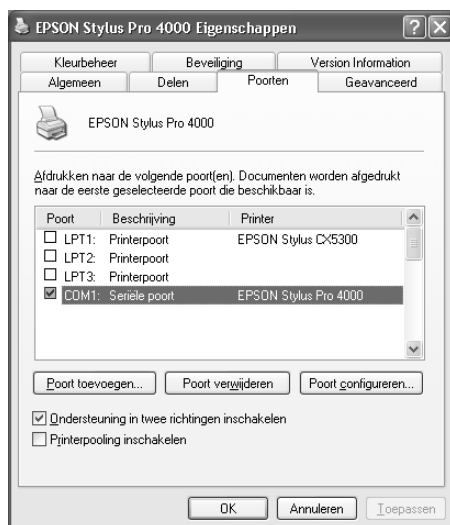 EPSON Stylus Pro 4000 Eigenschappen
Kleurbeheer Beveiliging Version Information
Algemeen Delen Poorten Geavanceerd
EPSON Stylus Pro 4000
Afdrukken naar de volgende poort(en). Documenten worden afgedrukt
naar de eerste geselecteerde poort die beschikbaar is.
Poort Beschrijving Printer
LPT1: Printerpoort EPSON Stylus CX5300
LPT2: Printerpoort
LPT3: Printerpoort
COM1: Seriële poort EPSON Stylus Pro 4000
Poort toevoegen... Poort verwijderen Poort configureren...
Ondersteuning in twee richtingen inschakelen
Printerpooling inschakelen
OK Annuleren Toepassen